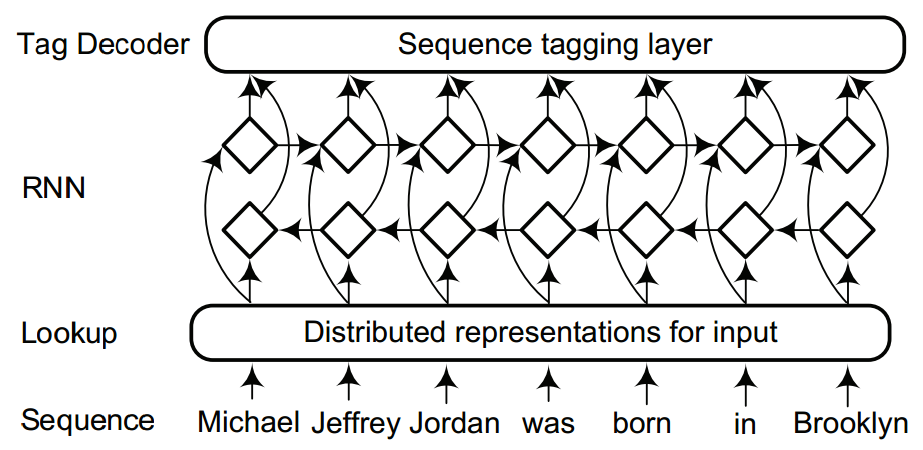 Tag Decoder Sequence tagging layer
RNN
Lookup Distributed representations for input
Sequence Michael Jeffrey Jordan was born in Brooklyn